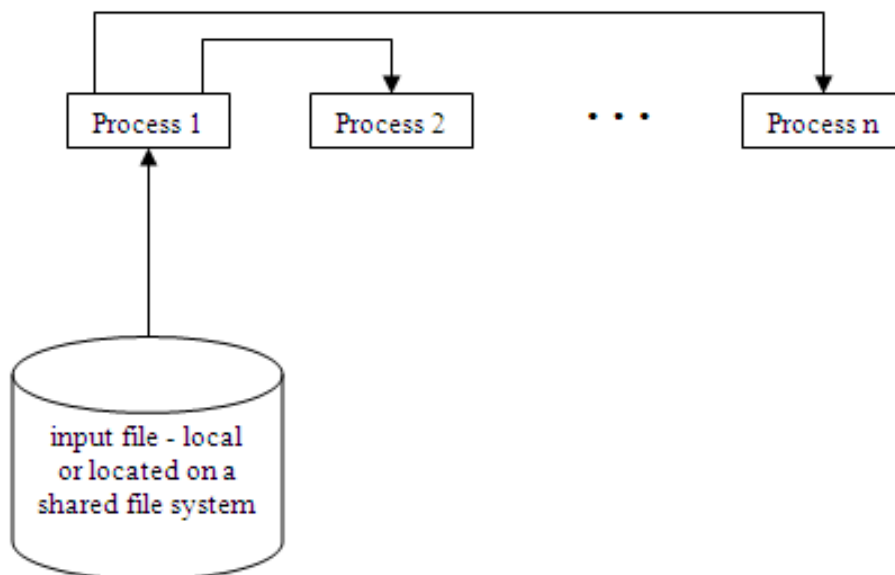 Process 1
Process 2
. . .
Process n
input file - local
or located on a
shared file system